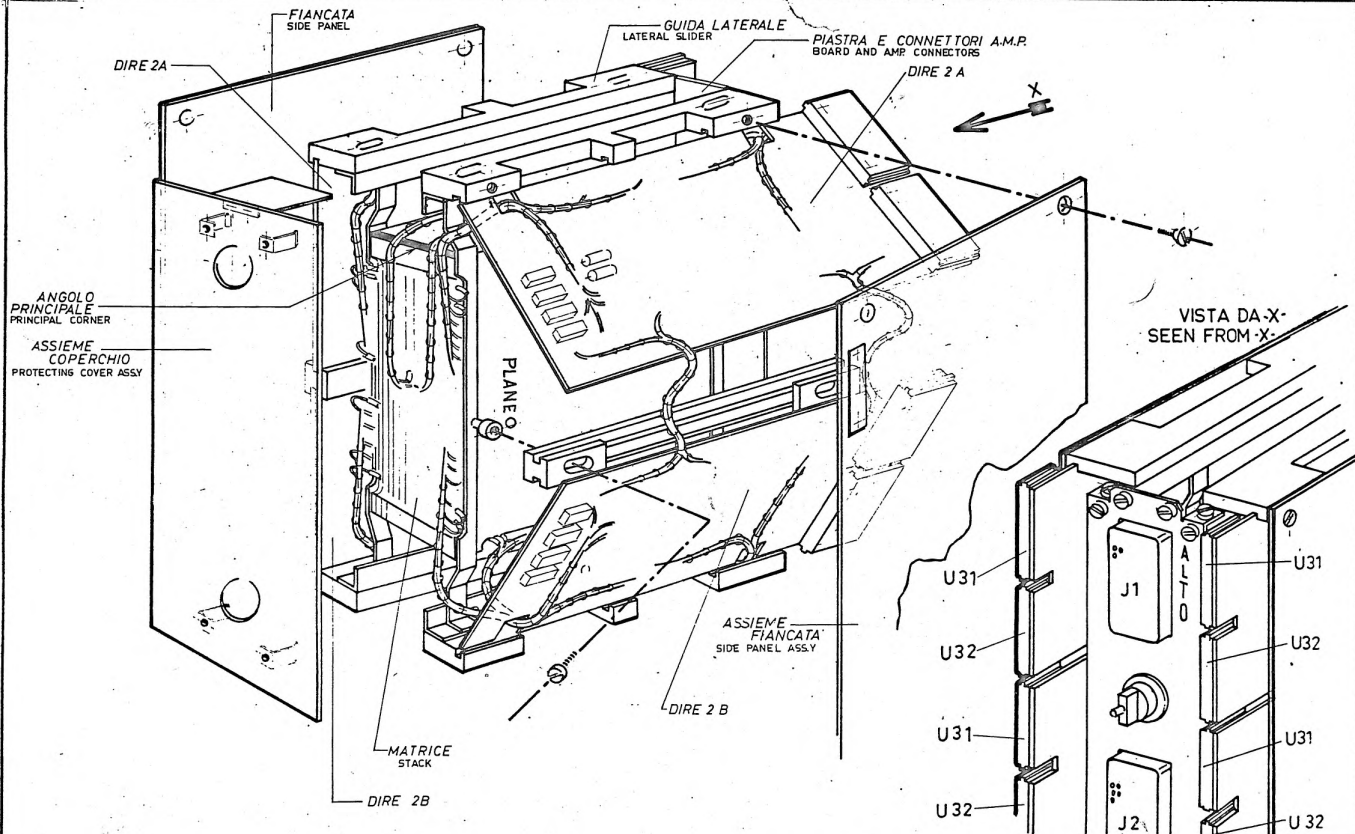 FIANCATA
SIDE PANEL
GUIDA LATERALE
LATERAL SLIDER
PIASTRA E CONNETTORI A.M.P.
BOARD AND AMP. CONNECTORS
DIRE 2A
DIRE 2 A
X
ANGOLO
PRINCIPALE
PRINCIPAL CORNER
ASSIEME
COPERCHIO
PROTECTING COVER ASSY
PLANE O
VISTA DA-X-
SEEN FROM -X-
ALTO
U31
J1
U31
U32
U32
ASSIEME
FIANCATA
SIDE PANEL ASS.Y
DIRE 2 B
U31
U31
MATRICE
STACK
DIRE 2B
U32
J2
U 32